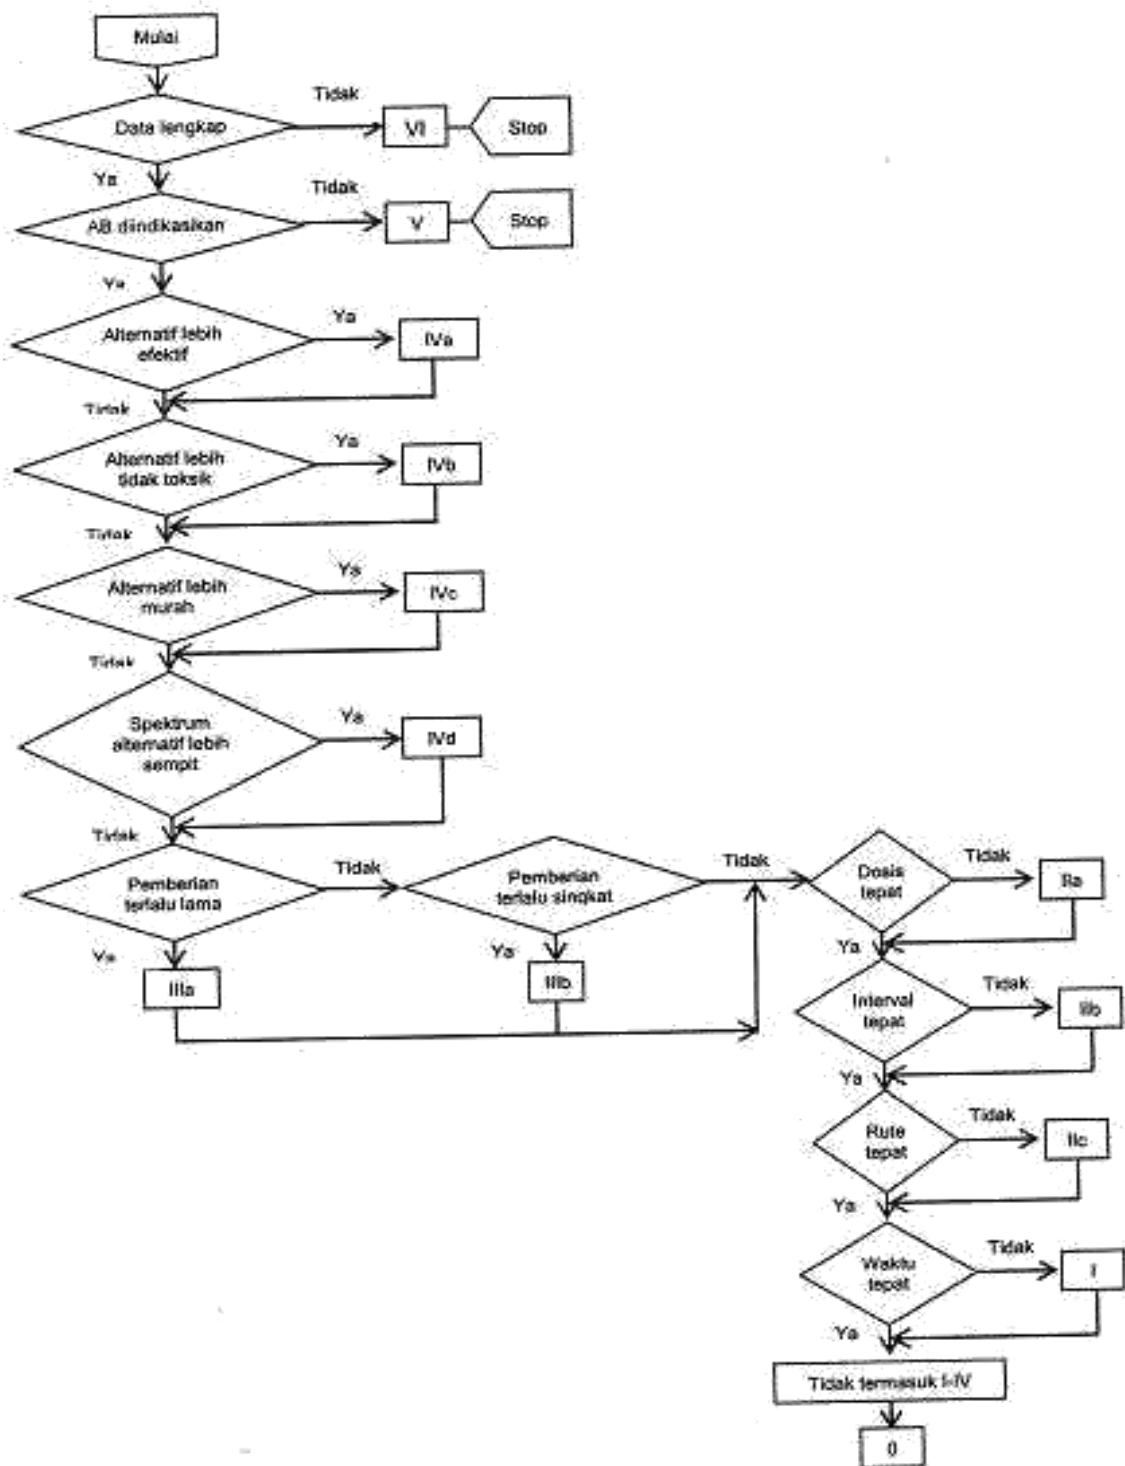 Mulai
Tidak
Data lengkap
VI
Stop
Ya
Tidak
AB diindikasikan
V
Stop
Ya
Ya
Alternatif lebih
efektif
IVa
Tidak
Ya
Alternatif lebih
tidak toksik
IVb
Tidak
Ya
Alternatif lebih
murah
IVc
Tidak
Ya
Spektrum
alternatif lebih
sempit
IVd
Tidak
Pemberian
terlalu lama
Tidak
Pemberian
terlalu singkat
Tidak
Dosis
tepat
Tidak
IIa
Ya
IIIa
Ya
IIIb
Ya
Interval
tepat
Tidak
IIb
Ya
Rute
tepat
Tidak
IIc
Ya
Waktu
tepat
Tidak
I
Ya
Tidak termasuk I-IV
0